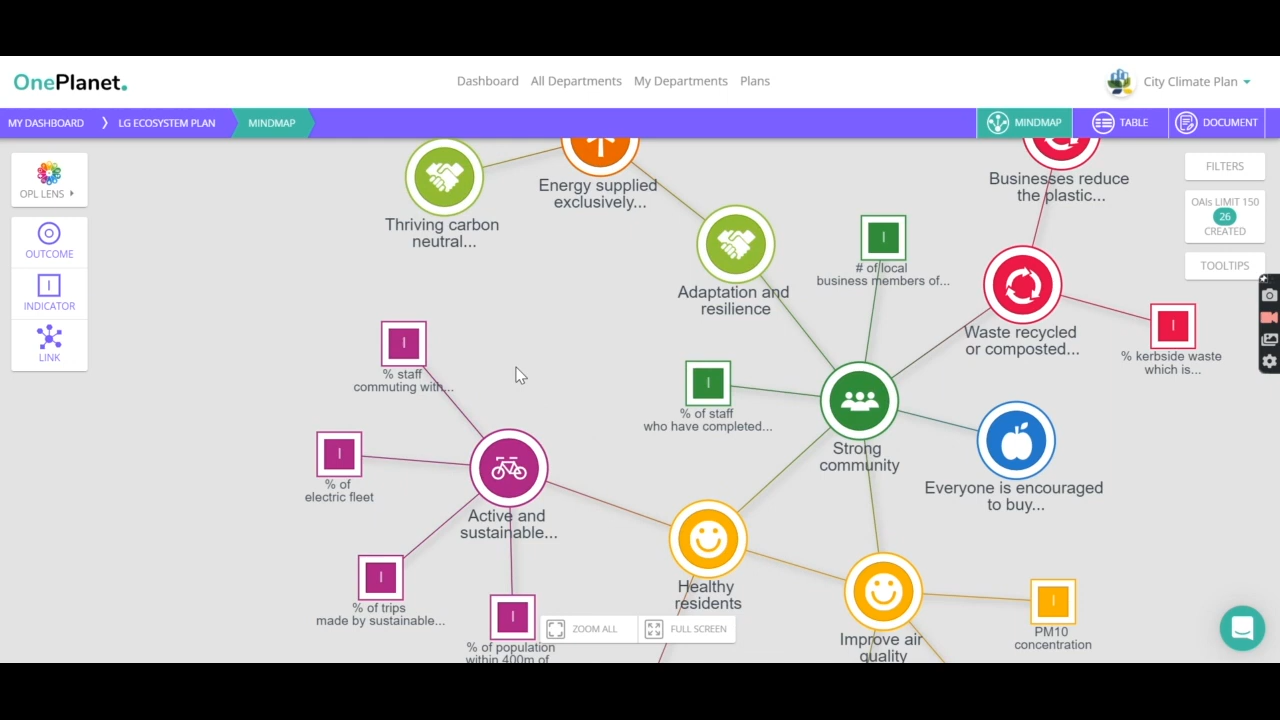 OnePlanet.
Dashboard All Departments My Departments Plans
City Climate Plan
MY DASHBOARD
LG ECOSYSTEM PLAN
MINDMAP
MINDMAP
TABLE
DOCUMENT
OPL LENS
OUTCOME
INDICATOR
LINK
FILTERS
OAIs LIMIT 150
26
CREATED
TOOLTIPS
Thriving carbon
neutral...
Energy supplied
exclusively...
Businesses reduce
the plastic...
Adaptation and
resilience
I
# of local
business members of...
Waste recycled
or composted...
I
% kerbside waste
which is...
I
% staff
commuting with...
I
% of staff
who have completed...
Strong
community
Everyone is encouraged
to buy...
I
% of
electric fleet
Active and
sustainable...
Healthy
residents
I
% of trips
made by sustainable...
I
% of population
within 400m of
Improve air
quality
I
PM10
concentration
ZOOM ALL
FULL SCREEN